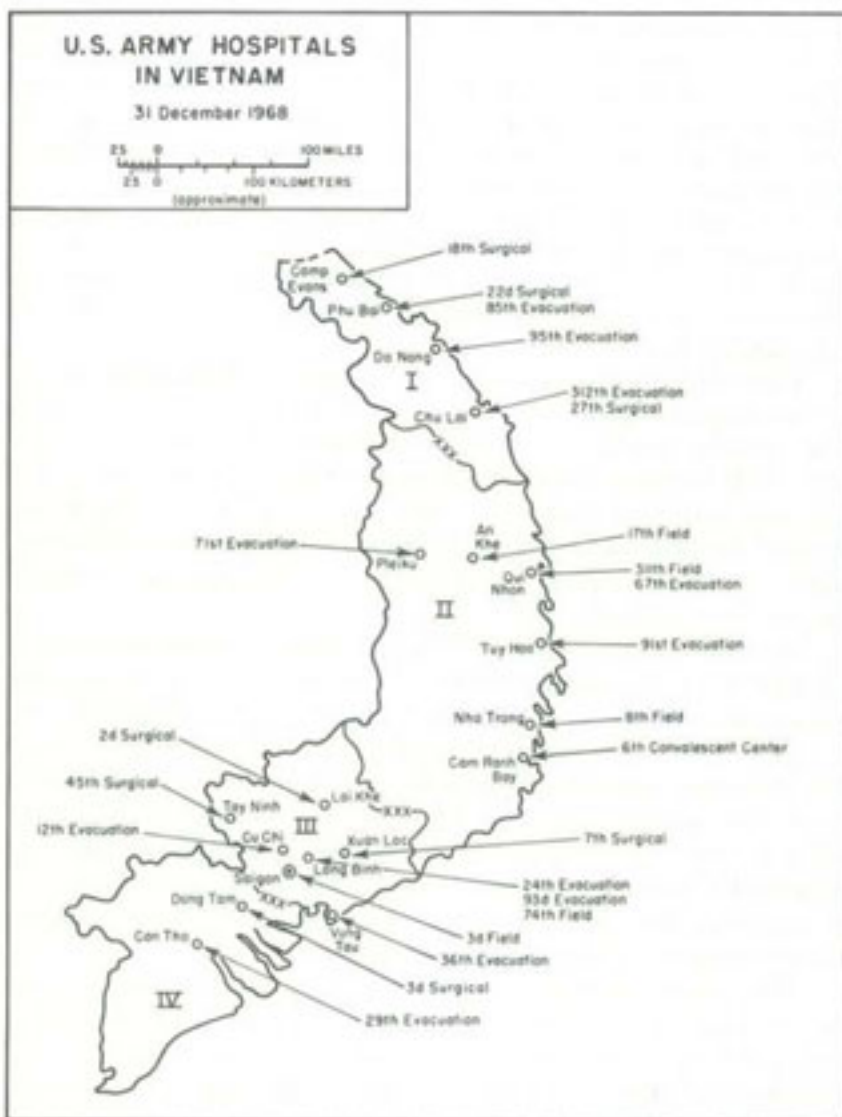 U.S. ARMY HOSPITALS
IN VIETNAM
31 December 1968
25 0 100 MILES
25 0 100 KILOMETERS
(approximate)
18th Surgical
Camp
Evans
22d Surgical
85th Evacuation
Phu Bai
95th Evacuation
Da Nang
I
312th Evacuation
27th Surgical
Chu Lai
XXX
An
Khe
17th Field
71st Evacuation
Pleiku
Qui
Nhon
311th Field
67th Evacuation
II
Tuy Hoa
91st Evacuation
Nha Trang
8th Field
2d Surgical
6th Convalescent Center
Cam Ranh
Bay
45th Surgical
Lai Khe
XXX
Tay Ninh
III
12th Evacuation
Cu Chi
Xuan Loc
7th Surgical
Long Binh
Saigon
24th Evacuation
93d Evacuation
74th Field
XXX
Dong Tam
Vung
Tau
3d Field
Can Tho
36th Evacuation
3d Surgical
IV
29th Evacuation